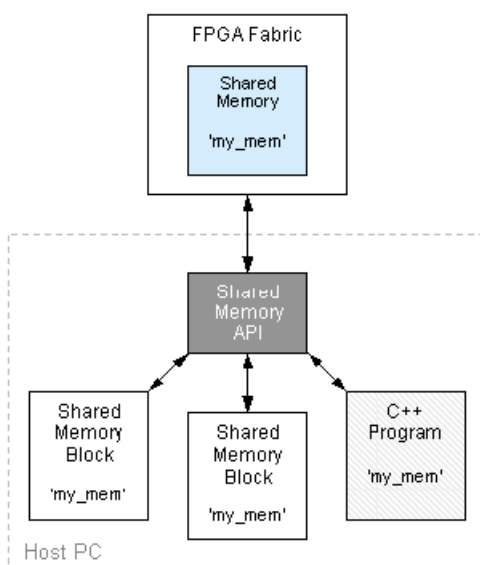 FPGA Fabric
Shared
Memory
'my_mem'
Shared
Memory
API
Shared
Memory
Block
'my_mem'
Shared
Memory
Block
'my_mem'
C++
Program
'my_mem'
Host PC